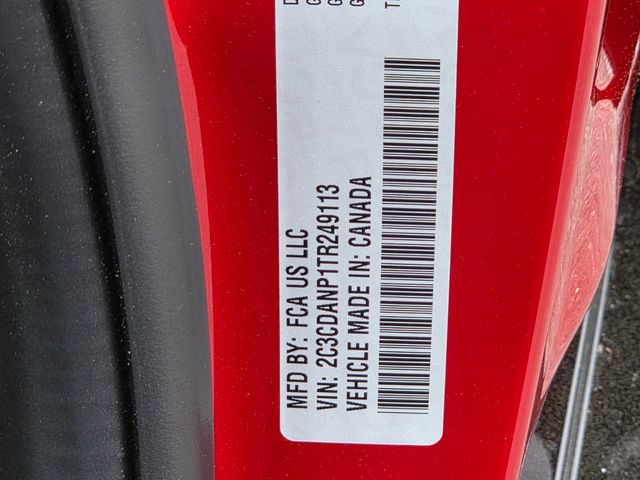 MFD BY: FCA US LLC
VIN: 2C3CDANP1TR249113
VEHICLE MADE IN: CANADA